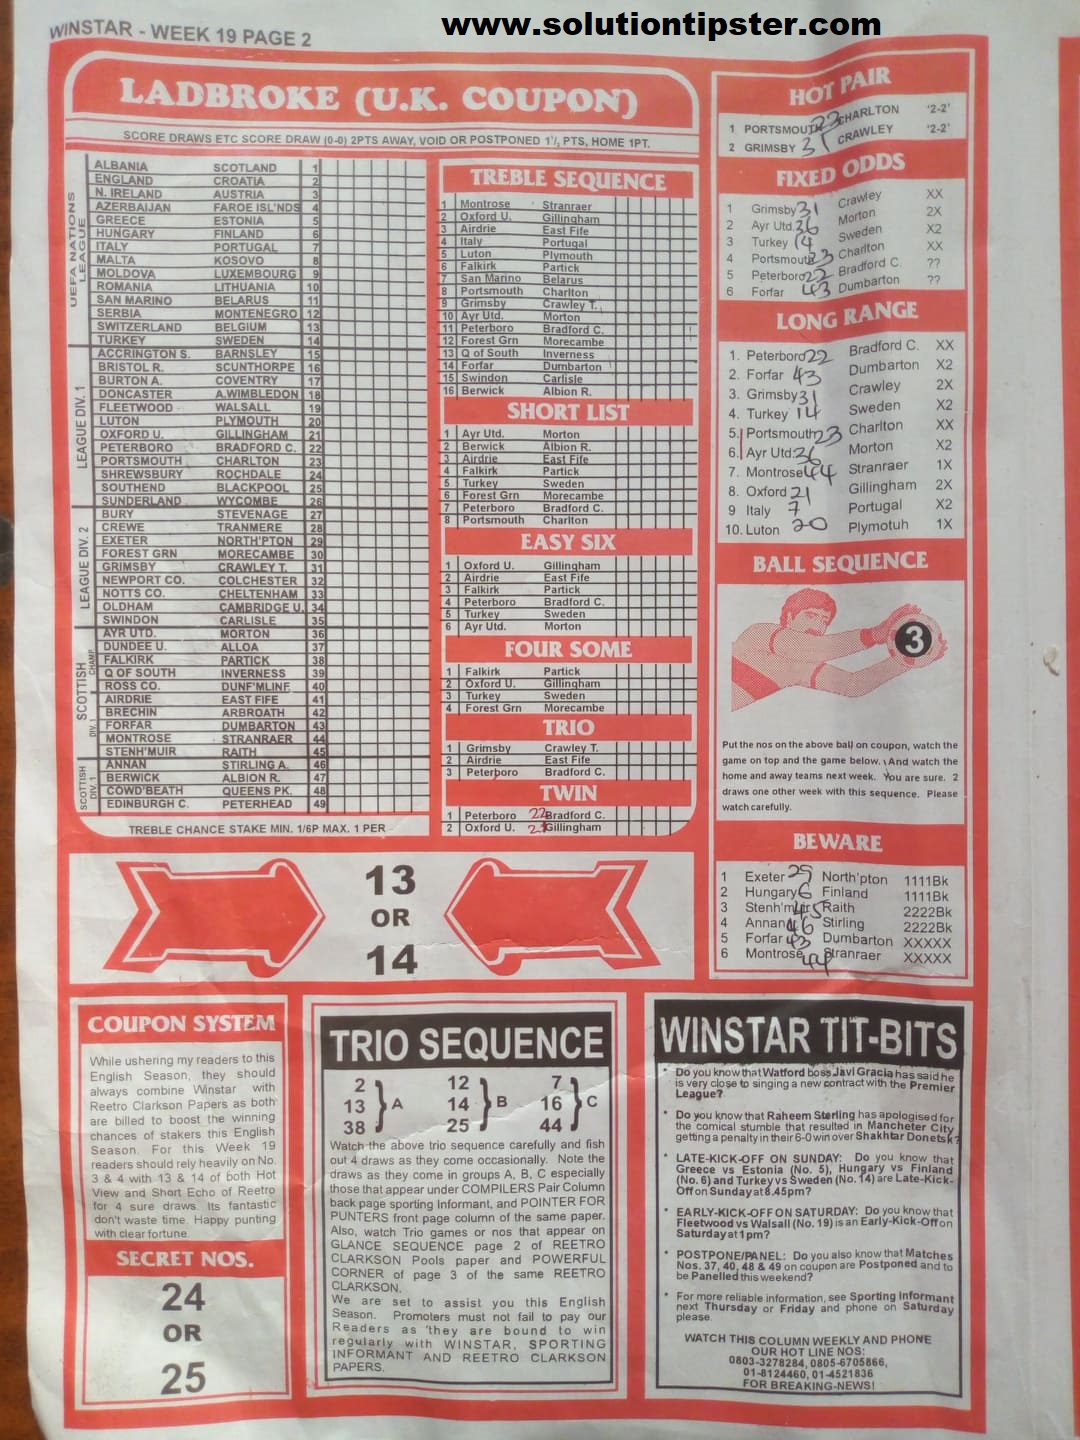 www.solutiontipster.com
WINSTAR - WEEK 19 PAGE 2
LADBROKE (U.K. COUPON)
SCORE DRAWS ETC SCORE DRAW (0-0) 2PTS AWAY, VOID OR POSTPONED 1½ PTS, HOME 1PT.
UEFA NATIONS LEAGUE
ALBANIA SCOTLAND 1
ENGLAND CROATIA 2
N. IRELAND AUSTRIA 3
AZERBAIJAN FAROE ISL'NDS 4
GREECE ESTONIA 5
HUNGARY FINLAND 6
ITALY PORTUGAL 7
MALTA KOSOVO 8
MOLDOVA LUXEMBOURG 9
ROMANIA LITHUANIA 10
SAN MARINO BELARUS 11
SERBIA MONTENEGRO 12
SWITZERLAND BELGIUM 13
TURKEY SWEDEN 14
LEAGUE DIV. 1
ACCRINGTON S. BARNSLEY 15
BRISTOL R. SCUNTHORPE 16
BURTON A. COVENTRY 17
DONCASTER A.WIMBLEDON 18
FLEETWOOD WALSALL 19
LUTON PLYMOUTH 20
OXFORD U. GILLINGHAM 21
PETERBORO BRADFORD C. 22
PORTSMOUTH CHARLTON 23
SHREWSBURY ROCHDALE 24
SOUTHEND BLACKPOOL 25
SUNDERLAND WYCOMBE 26
LEAGUE DIV. 2
BURY STEVENAGE 27
CREWE TRANMERE 28
EXETER NORTH'PTON 29
FOREST GRN MORECAMBE 30
GRIMSBY CRAWLEY T. 31
NEWPORT CO. COLCHESTER 32
NOTTS CO. CHELTENHAM 33
OLDHAM CAMBRIDGE U. 34
SWINDON CARLISLE 35
SCOTTISH CHAMP.
AYR UTD. MORTON 36
DUNDEE U. ALLOA 37
FALKIRK PARTICK 38
Q OF SOUTH INVERNESS 39
ROSS CO. DUNF'MLINE 40
DIV. 1
AIRDRIE EAST FIFE 41
BRECHIN ARBROATH 42
FORFAR DUMBARTON 43
MONTROSE STRANRAER 44
STENH'MUIR RAITH 45
SCOTTISH DIV. 1
ANNAN STIRLING A. 46
BERWICK ALBION R. 47
COWD'BEATH QUEENS PK. 48
EDINBURGH C. PETERHEAD 49
TREBLE CHANCE STAKE MIN. 1/6P MAX. 1 PER
TREBLE SEQUENCE
1 Montrose Stranraer
2 Oxford U. Gillingham
3 Airdrie East Fife
4 Italy Portugal
5 Luton Plymouth
6 Falkirk Partick
7 San Marino Belarus
8 Portsmouth Charlton
9 Grimsby Crawley T.
10 Ayr Utd. Morton
11 Peterboro Bradford C.
12 Forest Grn Morecambe
13 Q of South Inverness
14 Forfar Dumbarton
15 Swindon Carlisle
16 Berwick Albion R.
SHORT LIST
1 Ayr Utd. Morton
2 Berwick Albion R.
3 Airdrie East Fife
4 Falkirk Partick
5 Turkey Sweden
6 Forest Grn Morecambe
7 Peterboro Bradford C.
8 Portsmouth Charlton
EASY SIX
1 Oxford U. Gillingham
2 Airdrie East Fife
3 Falkirk Partick
4 Peterboro Bradford C.
5 Turkey Sweden
6 Ayr Utd. Morton
FOUR SOME
1 Falkirk Partick
2 Oxford U. Gillingham
3 Turkey Sweden
4 Forest Grn Morecambe
TRIO
1 Grimsby Crawley T.
2 Airdrie East Fife
3 Peterboro Bradford C.
TWIN
1 Peterboro 22 Bradford C.
2 Oxford U. 21 Gillingham
HOT PAIR
1 PORTSMOUTH 23 CHARLTON '2-2'
2 GRIMSBY 31 CRAWLEY '2-2'
FIXED ODDS
1 Grimsby 31 Crawley XX
2 Ayr Utd. 36 Morton 2X
3 Turkey 14 Sweden X2
4 Portsmouth 23 Charlton XX
5 Peterboro 22 Bradford C. ??
6 Forfar 43 Dumbarton ??
LONG RANGE
1. Peterboro 22 Bradford C. XX
2. Forfar 43 Dumbarton X2
3. Grimsby 31 Crawley 2X
4. Turkey 14 Sweden X2
5. Portsmouth 23 Charlton XX
6. Ayr Utd. 36 Morton X2
7. Montrose 44 Stranraer 1X
8. Oxford 21 Gillingham 2X
9 Italy 7 Portugal X2
10. Luton 20 Plymotuh 1X
BALL SEQUENCE
3
Put the nos on the above ball on coupon, watch the
game on top and the game below. And watch the
home and away teams next week. You are sure. 2
draws one other week with this sequence. Please
watch carefully.
BEWARE
1 Exeter 29 North'pton 1111Bk
2 Hungary 6 Finland 1111Bk
3 Stenh'muir 45 Raith 2222Bk
4 Annan 46 Stirling 2222Bk
5 Forfar 43 Dumbarton XXXXX
6 Montrose 44 Stranraer XXXXX
13
OR
14
COUPON SYSTEM
While ushering my readers to this
English Season, they should
always combine Winstar with
Reetro Clarkson Papers as both
are billed to boost the winning
chances of stakers this English
Season. For this Week 19
readers should rely heavily on No.
3 & 4 with 13 & 14 of both Hot
View and Short Echo of Reetro
for 4 sure draws. Its fantastic
don't waste time. Happy punting
with clear fortune.
SECRET NOS.
24
OR
25
TRIO SEQUENCE
2 12 7
13 A 14 B 16 C
38 25 44
Watch the above trio sequence carefully and fish
out 4 draws as they come occasionally. Note the
draws as they come in groups A, B, C especially
those that appear under COMPILERS Pair Column
back page sporting Informant, and POINTER FOR
PUNTERS front page column of the same paper.
Also, watch Trio games or nos that appear on
GLANCE SEQUENCE page 2 of REETRO
CLARKSON Pools paper and POWERFUL
CORNER of page 3 of the same REETRO
CLARKSON.
We are set to assist you this English
Season. Promoters must not fail to pay our
Readers as 'they are bound to win
regularly with WINSTAR, SPORTING
INFORMANT AND REETRO CLARKSON
PAPERS.
WINSTAR TIT-BITS
* Do you know that Watford boss Javi Gracia has said he
is very close to singing a new contract with the Premier
League?
* Do you know that Raheem Sterling has apologised for
the comical stumble that resulted in Mancheter City
getting a penalty in their 6-0 win over Shakhtar Donetsk?
* LATE-KICK-OFF ON SUNDAY: Do you know that
Greece vs Estonia (No. 5), Hungary vs Finland
(No. 6) and Turkey vs Sweden (No. 14) are Late-Kick-
Off on Sunday at 8.45pm?
* EARLY-KICK-OFF ON SATURDAY: Do you know that
Fleetwood vs Walsall (No. 19) is an Early-Kick-Off on
Saturday at 1pm?
* POSTPONE/PANEL: Do you also know that Matches
Nos. 37, 40, 48 & 49 on coupon are Postponed and to
be Panelled this weekend?
* For more reliable information, see Sporting Informant
next Thursday or Friday and phone on Saturday
please.
WATCH THIS COLUMN WEEKLY AND PHONE
OUR HOT LINE NOS:
0803-3278284, 0805-6705866,
01-8124460, 01-4521836
FOR BREAKING-NEWS!